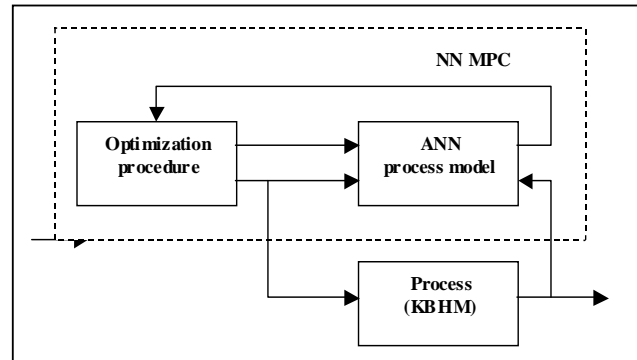 NN MPC
Optimization
procedure
ANN
process model
Process
(KBHM)